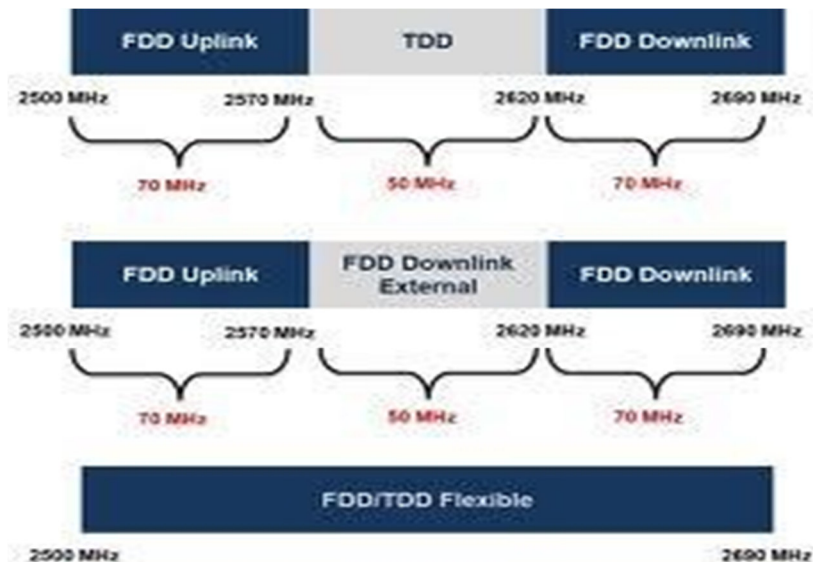 FDD Uplink TDD FDD Downlink
2500 MHz 2570 MHz 2620 MHz 2690 MHz
70 MHz 50 MHz 70 MHz
FDD Uplink FDD Downlink External FDD Downlink
2500 MHz 2570 MHz 2620 MHz 2690 MHz
70 MHz 50 MHz 70 MHz
FDD/TDD Flexible
2500 MHz 2690 MHz